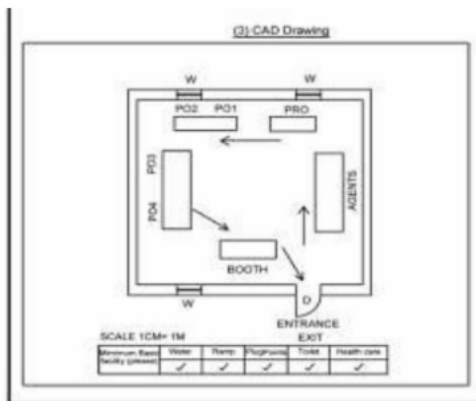 (3) CAD Drawing
W W
PO2 PO1 PRO
PO3
PO4
AGENTS
BOOTH
W
D
ENTRANCE
EXIT
SCALE 1CM= 1M
Minimum Basic facility (please) Water Ramp Toilet Health care
✓ ✓ ✓ ✓ ✓